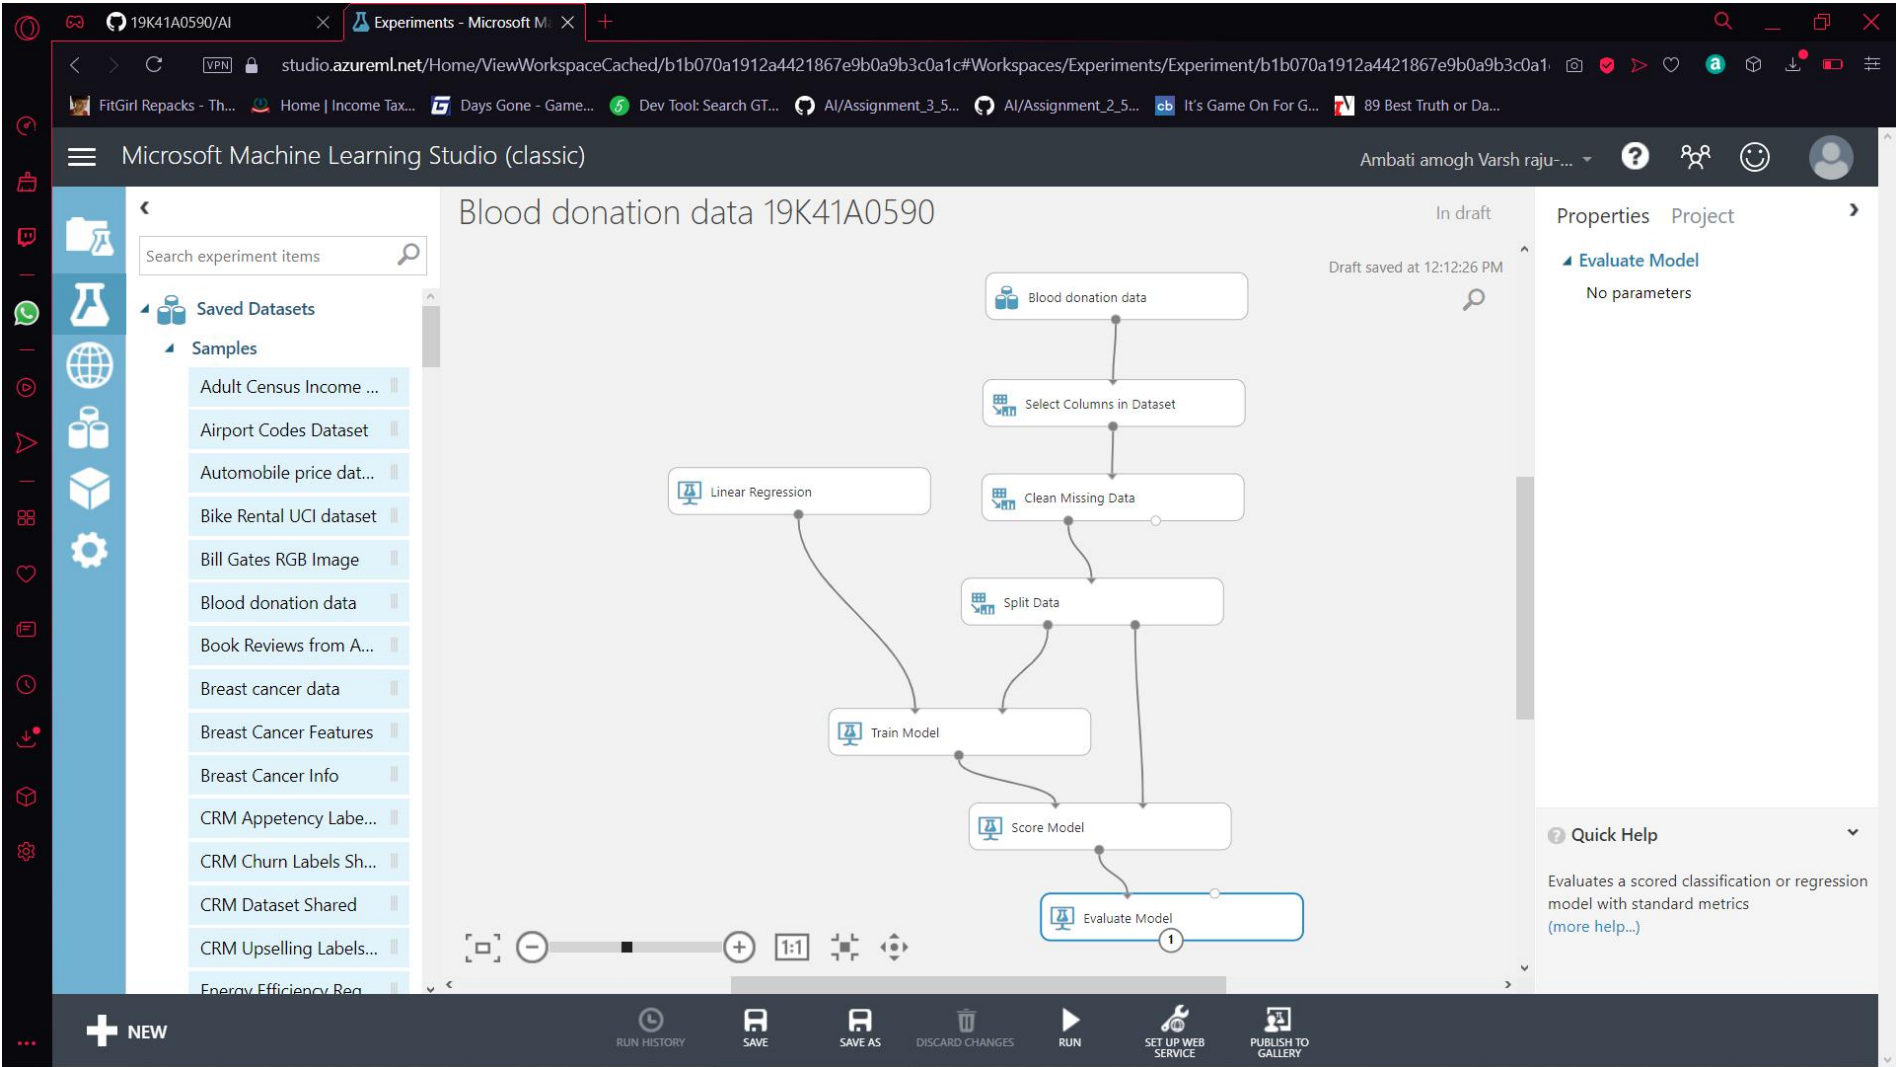 19K41A0590/AI
Experiments - Microsoft Ma
VPN
studio.azureml.net/Home/ViewWorkspaceCached/b1b070a1912a4421867e9b0a9b3c0a1c#Workspaces/Experiments/Experiment/b1b070a1912a4421867e9b0a9b3c0a1
FitGirl Repacks - Th...
Home | Income Tax...
Days Gone - Game...
Dev Tool: Search GT...
AI/Assignment_3_5...
AI/Assignment_2_5...
cb It's Game On For G...
89 Best Truth or Da...
Microsoft Machine Learning Studio (classic)
Ambati amogh Varsh raju-...
Search experiment items
Saved Datasets
Samples
Adult Census Income ...
Airport Codes Dataset
Automobile price dat...
Bike Rental UCI dataset
Bill Gates RGB Image
Blood donation data
Book Reviews from A...
Breast cancer data
Breast Cancer Features
Breast Cancer Info
CRM Appetency Labe...
CRM Churn Labels Sh...
CRM Dataset Shared
CRM Upselling Labels...
Energy Efficiency Reg
Blood donation data 19K41A0590
In draft
Draft saved at 12:12:26 PM
Blood donation data
Select Columns in Dataset
Linear Regression
Clean Missing Data
Split Data
Train Model
Score Model
Evaluate Model
1
1:1
Properties Project
Evaluate Model
No parameters
Quick Help
Evaluates a scored classification or regression
model with standard metrics
(more help...)
NEW
RUN HISTORY
SAVE
SAVE AS
DISCARD CHANGES
RUN
SET UP WEB
SERVICE
PUBLISH TO
GALLERY